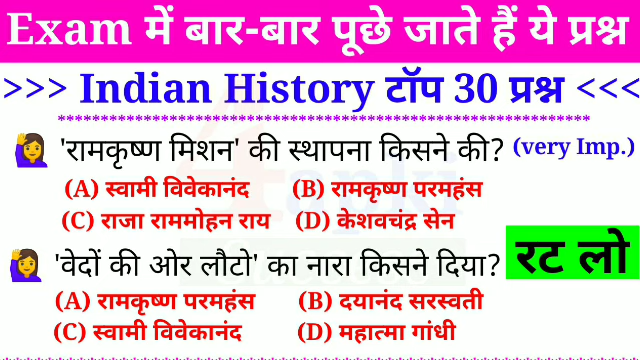 Exam में बार-बार पूछे जाते हैं ये प्रश्न
>>> Indian History टॉप 30 प्रश्न <<<
'रामकृष्ण मिशन' की स्थापना किसने की? (very Imp.)
(A) स्वामी विवेकानंद (B) रामकृष्ण परमहंस
(C) राजा राममोहन राय (D) केशवचंद्र सेन
'वेदों की ओर लौटो' का नारा किसने दिया? रट लो
(A) रामकृष्ण परमहंस (B) दयानंद सरस्वती
(C) स्वामी विवेकानंद (D) महात्मा गांधी